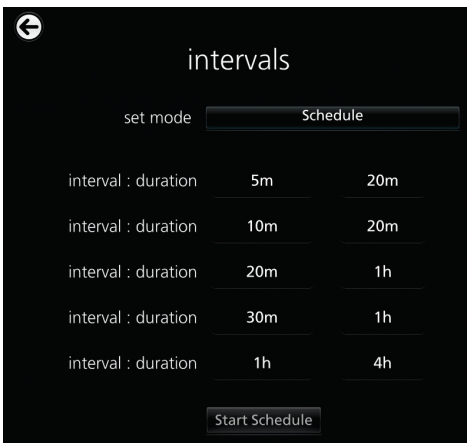 intervals
set mode Schedule
interval : duration 5m 20m
interval : duration 10m 20m
interval : duration 20m 1h
interval : duration 30m 1h
interval : duration 1h 4h
Start Schedule